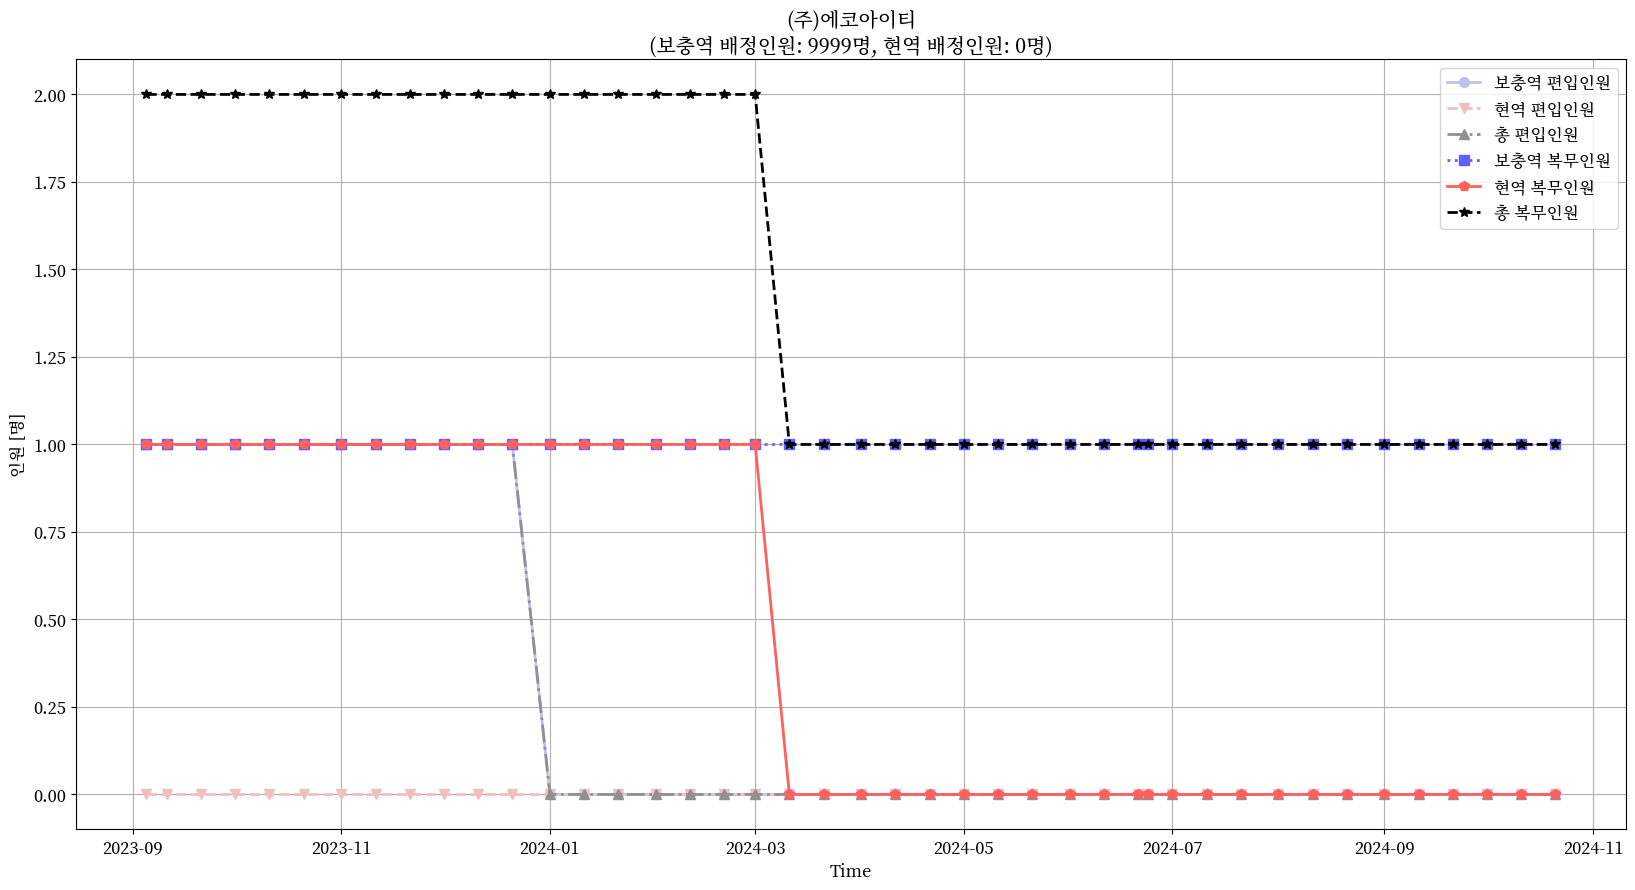 (주)에코아이티
(보충역 배정인원: 9999명, 현역 배정인원: 0명)
보충역 편입인원
현역 편입인원
총 편입인원
보충역 복무인원
현역 복무인원
총 복무인원
인원 [명]
2.00
1.75
1.50
1.25
1.00
0.75
0.50
0.25
0.00
2023-09 2023-11 2024-01 2024-03 2024-05 2024-07 2024-09 2024-11
Time